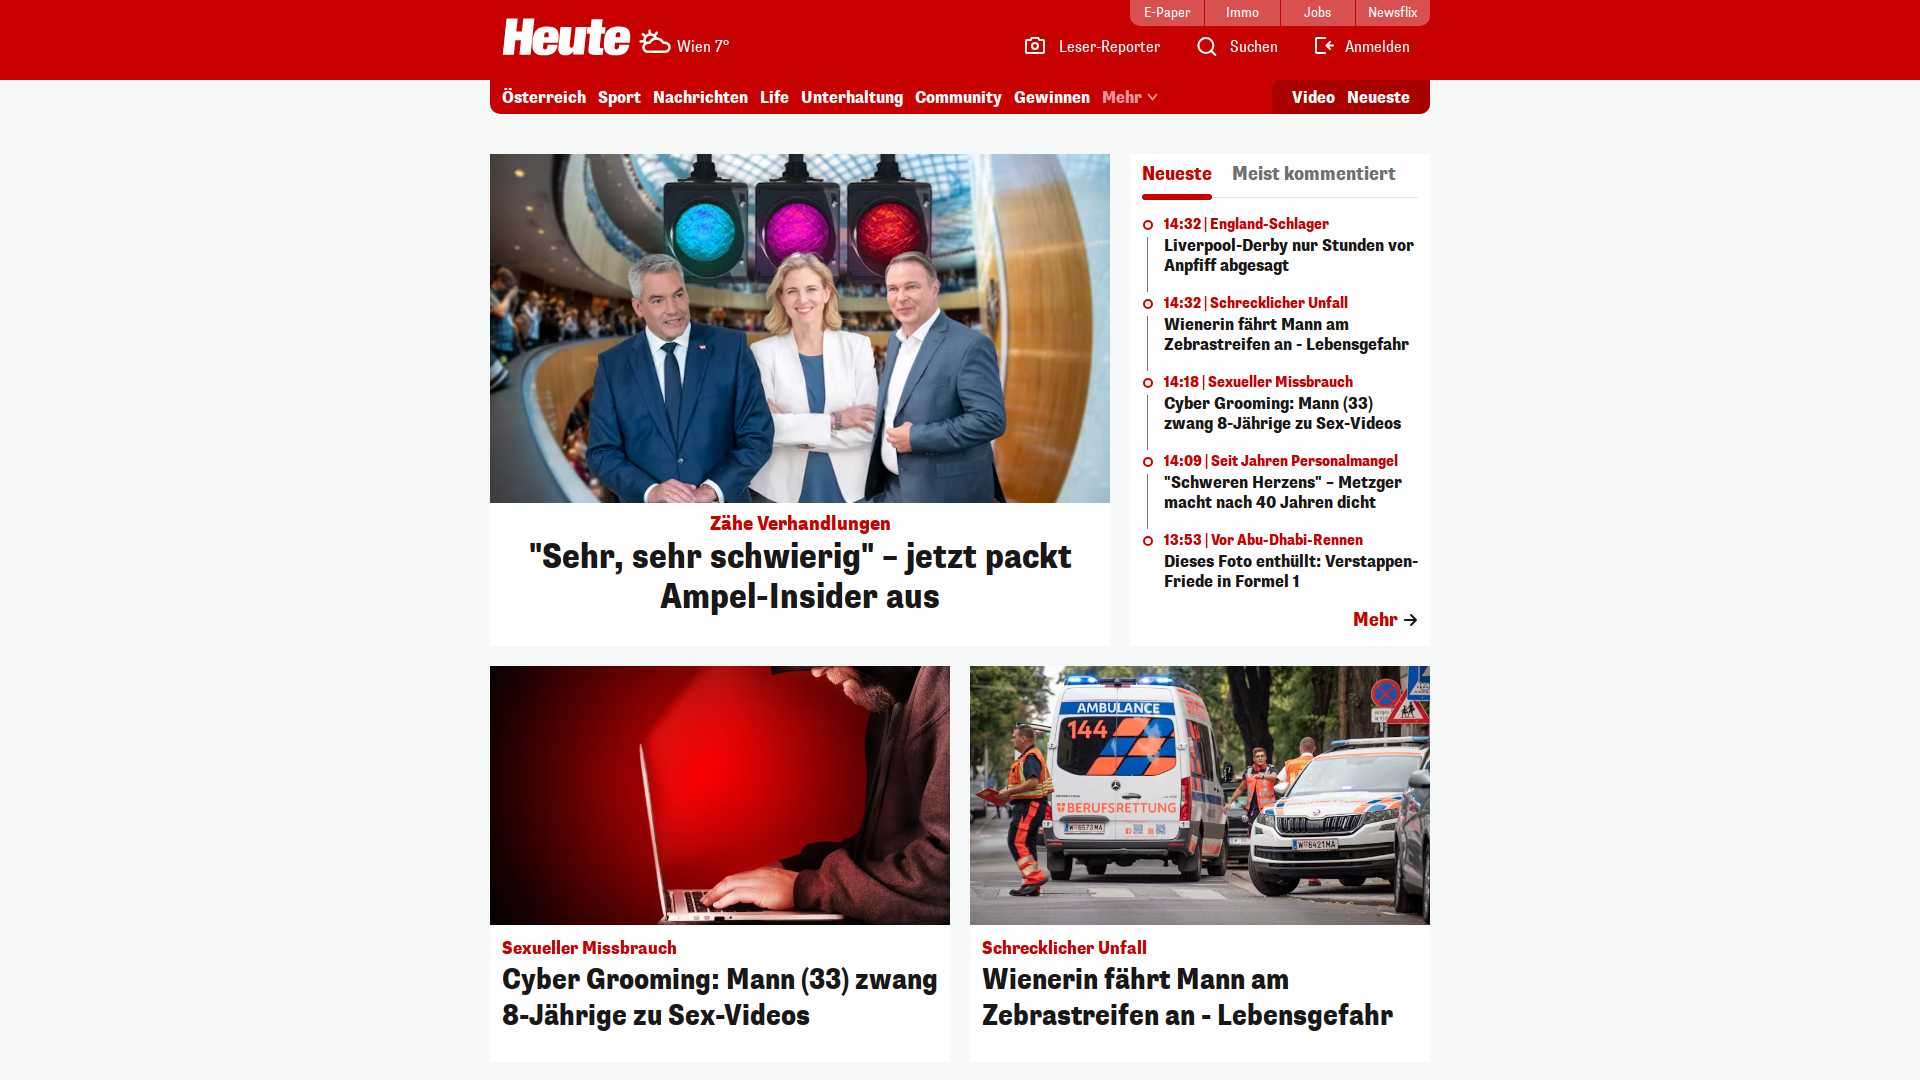 E-Paper
Immo
Jobs
Newsflix
Heute
Wien 7°
Leser-Reporter
Suchen
Anmelden
Österreich
Sport
Nachrichten
Life
Unterhaltung
Community
Gewinnen
Mehr
Video
Neueste
Zähe Verhandlungen
"Sehr, sehr schwierig" – jetzt packt
Ampel-Insider aus
Neueste
Meist kommentiert
14:32 | England-Schlager
Liverpool-Derby nur Stunden vor
Anpfiff abgesagt
14:32 | Schrecklicher Unfall
Wienerin fährt Mann am
Zebrastreifen an - Lebensgefahr
14:18 | Sexueller Missbrauch
Cyber Grooming: Mann (33)
zwang 8-Jährige zu Sex-Videos
14:09 | Seit Jahren Personalmangel
"Schweren Herzens" – Metzger
macht nach 40 Jahren dicht
13:53 | Vor Abu-Dhabi-Rennen
Dieses Foto enthüllt: Verstappen-
Friede in Formel 1
Mehr
Sexueller Missbrauch
Cyber Grooming: Mann (33) zwang
8-Jährige zu Sex-Videos
AMBULANCE
144
BERUFSRETTUNG
Schrecklicher Unfall
Wienerin fährt Mann am
Zebrastreifen an - Lebensgefahr